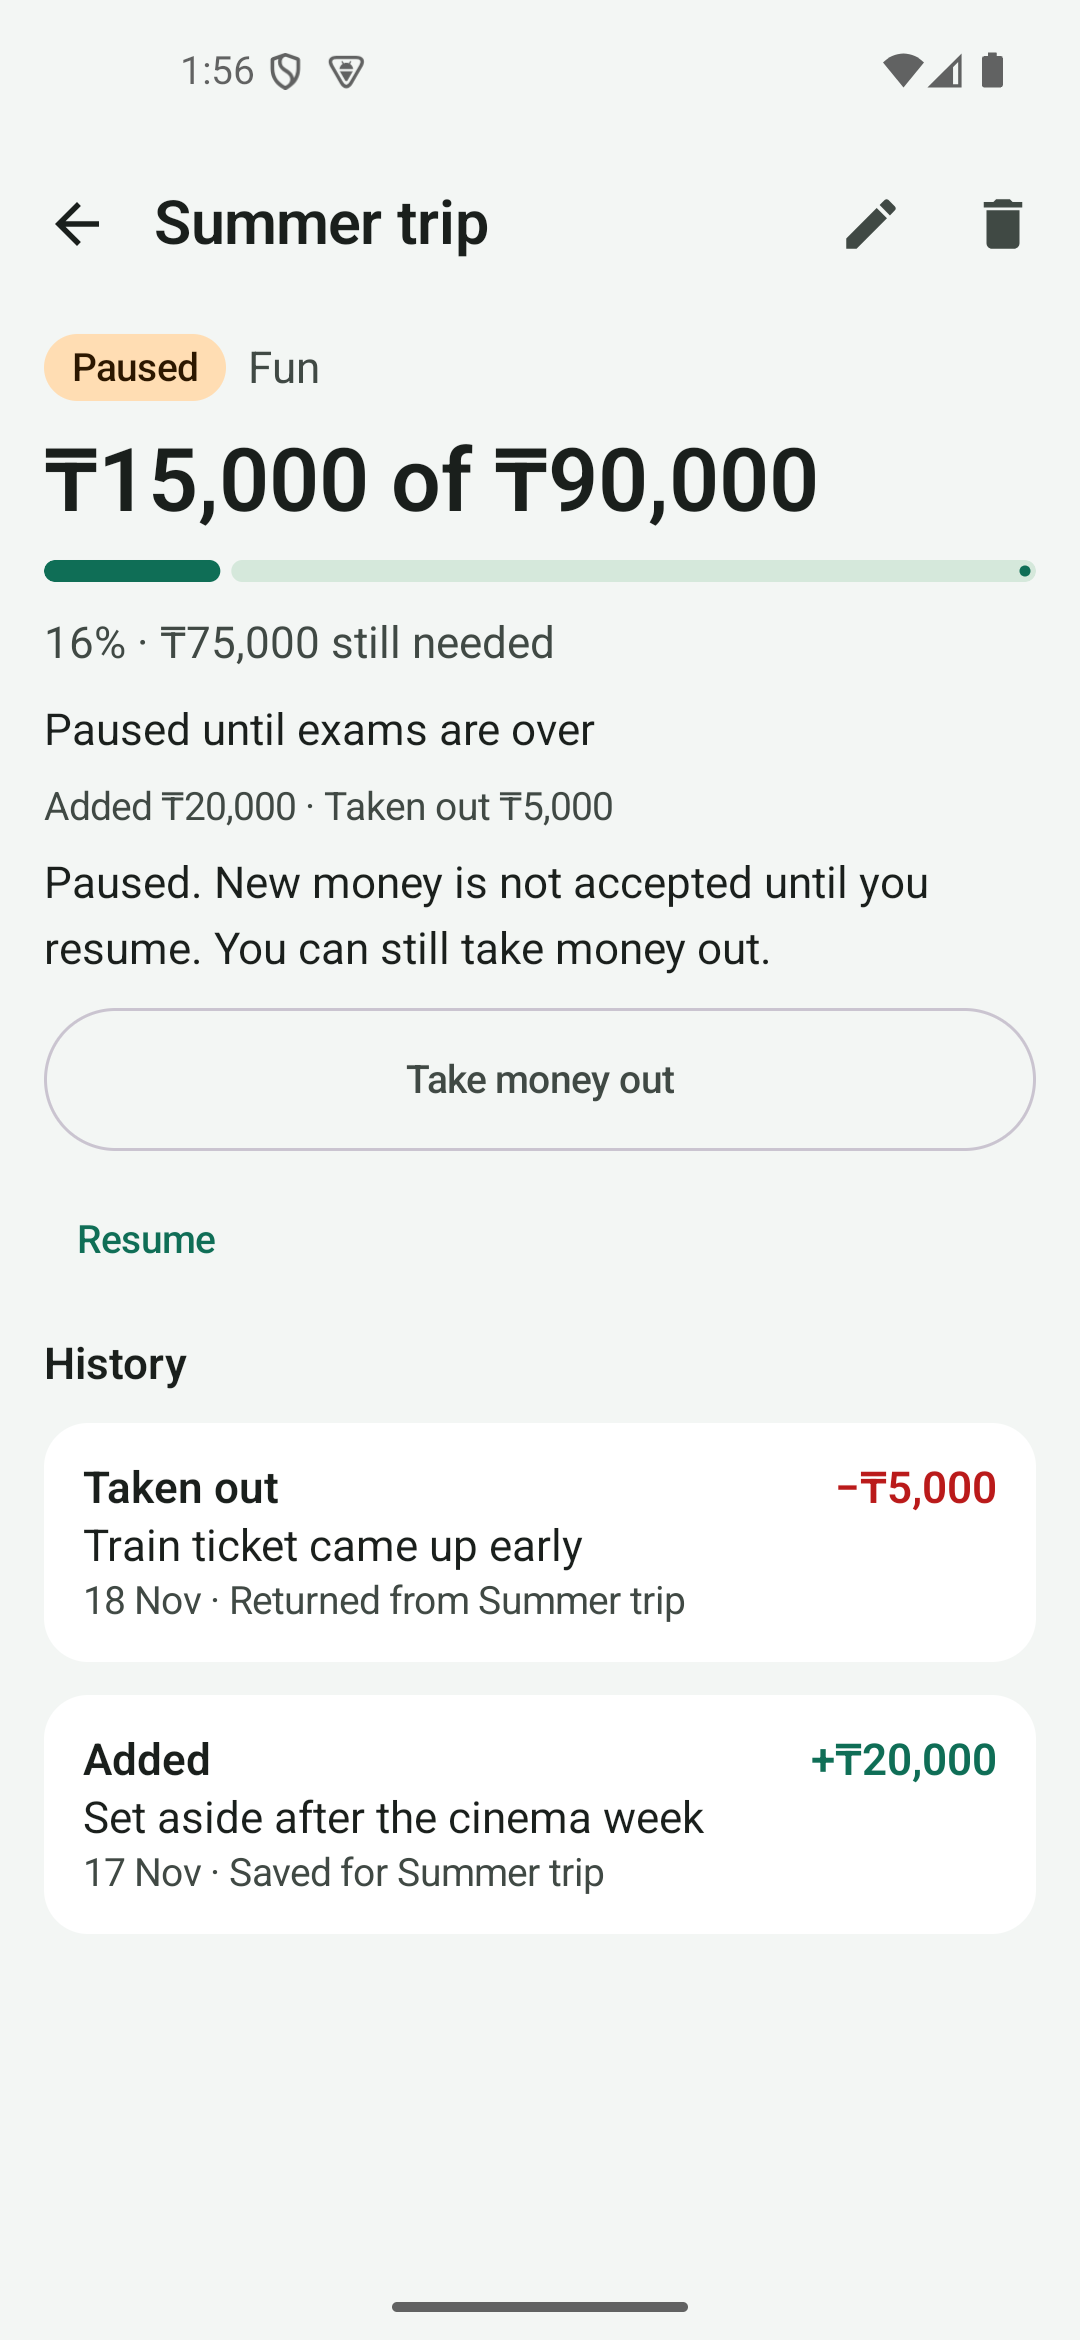 1:56
Summer trip
Paused Fun
₸15,000 of ₸90,000
16% · ₸75,000 still needed
Paused until exams are over
Added ₸20,000 · Taken out ₸5,000
Paused. New money is not accepted until you
resume. You can still take money out.
Take money out
Resume
History
Taken out −₸5,000
Train ticket came up early
18 Nov · Returned from Summer trip
Added +₸20,000
Set aside after the cinema week
17 Nov · Saved for Summer trip